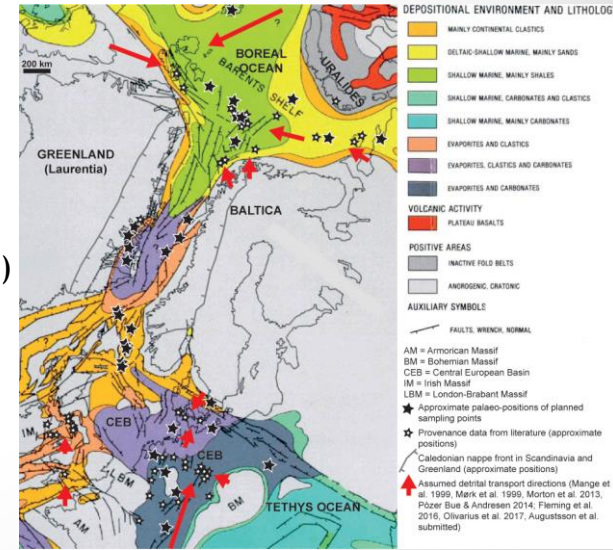 )
200 km
BOREAL
OCEAN
BARENTS
SHELF
URALIDES
?
GREENLAND
(Laurentia)
BALTICA
IM
CEB
CEB
LBM
AM
BM
TETHYS OCEAN
DEPOSITIONAL ENVIRONMENT AND LITHOLOG
MAINLY CONTINENTAL CLASTICS
DELTAIC-SHALLOW MARINE, MAINLY SANDS
SHALLOW MARINE, MAINLY SHALES
SHALLOW MARINE, CARBONATES AND CLASTICS
SHALLOW MARINE, MAINLY CARBONATES
EVAPORITES AND CLASTICS
EVAPORITES, CLASTICS AND CARBONATES
EVAPORITES AND CARBONATES
VOLCANIC ACTIVITY
PLATEAU BASALTS
POSITIVE AREAS
INACTIVE FOLD BELTS
ANOROGENIC, CRATONIC
AUXILIARY SYMBOLS
FAULTS, WRENCH, NORMAL
AM = Armorican Massif
BM = Bohemian Massif
CEB = Central European Basin
IM = Irish Massif
LBM = London-Brabant Massif
Approximate palaeo-positions of planned
sampling points
Provenance data from literature (approximate
positions)
Caledonian nappe front in Scandinavia and
Greenland (approximate positions)
Assumed detrital transport directions (Mange et
al. 1999, Mørk et al. 1999, Morton et al. 2013,
Pózer Bue & Andresen 2014; Fleming et al.
2016, Olivarius et al. 2017, Augustsson et al.
submitted)